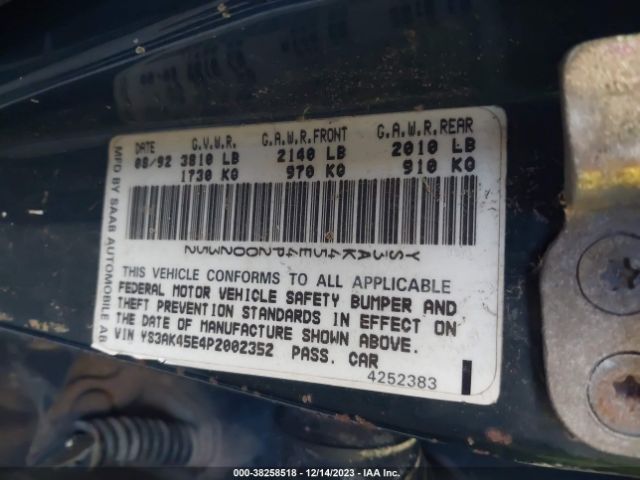 DATE G.V.W.R. G.A.W.R.FRONT G.A.W.R.REAR
08/92 3810 LB 2140 LB 2010 LB
1730 KG 970 KG 910 KG
MFD BY SAAB AUTOMOBILE AB
YS3AK45E4P2002352
THIS VEHICLE CONFORMS TO ALL APPLICABLE
FEDERAL MOTOR VEHICLE SAFETY BUMPER AND
THEFT PREVENTION STANDARDS IN EFFECT ON
THE DATE OF MANUFACTURE SHOWN ABOVE.
VIN YS3AK45E4P2002352 PASS. CAR
4252383
000-38258518 - 12/14/2023 - IAA Inc.